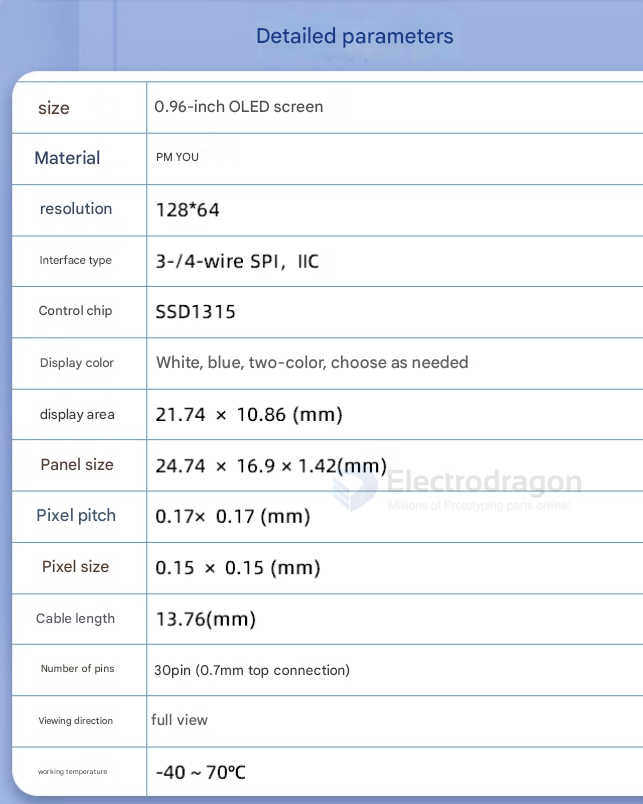 Detailed parameters
size 0.96-inch OLED screen
Material PM YOU
resolution 128*64
Interface type 3-/4-wire SPI, IIC
Control chip SSD1315
Display color White, blue, two-color, choose as needed
display area 21.74 × 10.86 (mm)
Panel size 24.74 × 16.9 × 1.42(mm)
Electrodragon
Millions of Prototyping parts online!
Pixel pitch 0.17× 0.17 (mm)
Pixel size 0.15 × 0.15 (mm)
Cable length 13.76(mm)
Number of pins 30pin (0.7mm top connection)
Viewing direction full view
working temperature -40 ~ 70℃